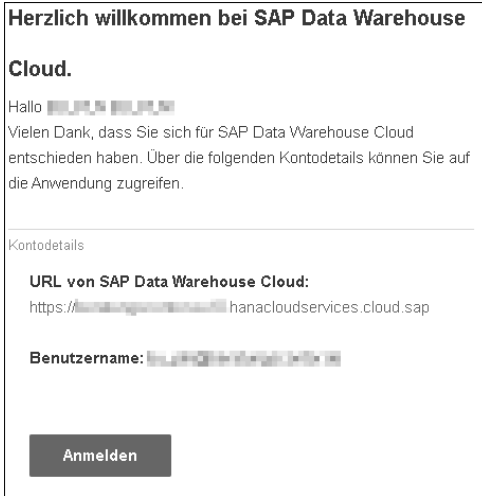 Herzlich willkommen bei SAP Data Warehouse
Cloud.
Hallo
Vielen Dank, dass Sie sich für SAP Data Warehouse Cloud
entschieden haben. Über die folgenden Kontodetails können Sie auf
die Anwendung zugreifen.
Kontodetails
URL von SAP Data Warehouse Cloud:
https:// hanacloudservices.cloud.sap
Benutzername:
Anmelden